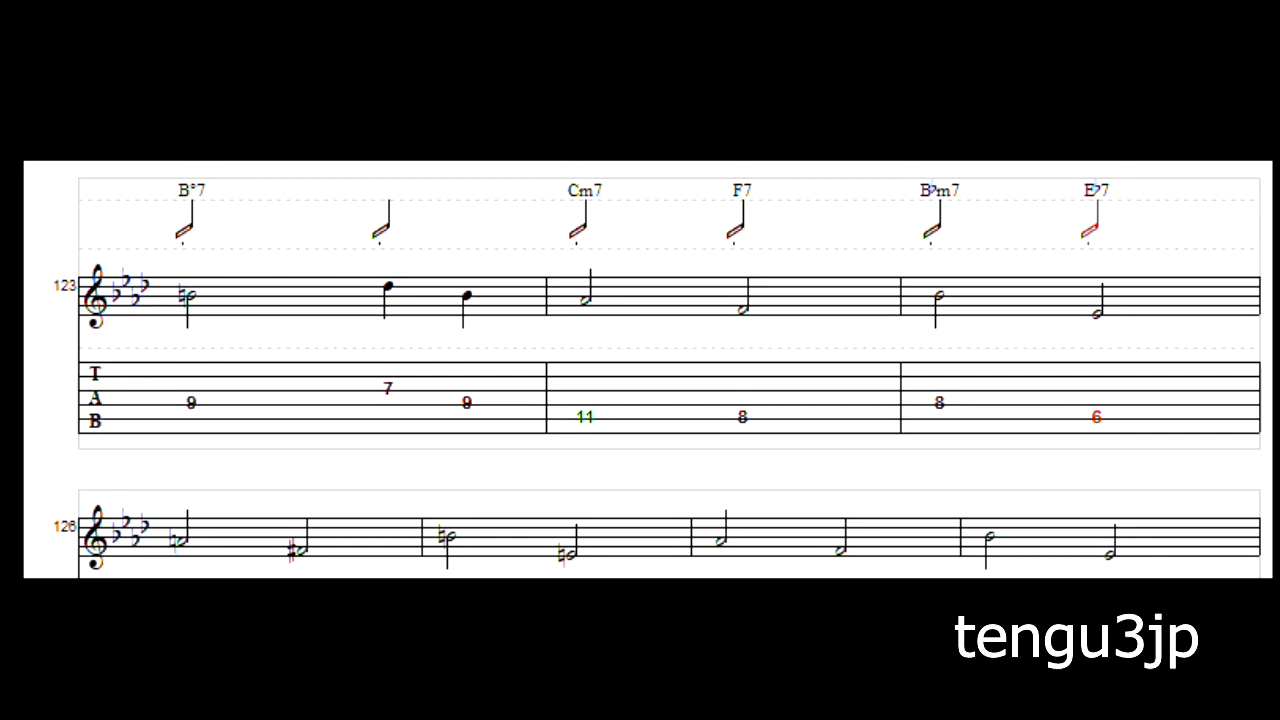 B°7 Cm7 F7 B♭m7 E♭7
123
T
A
B
7
9 9 8
11 8 6
126
tengu3jp